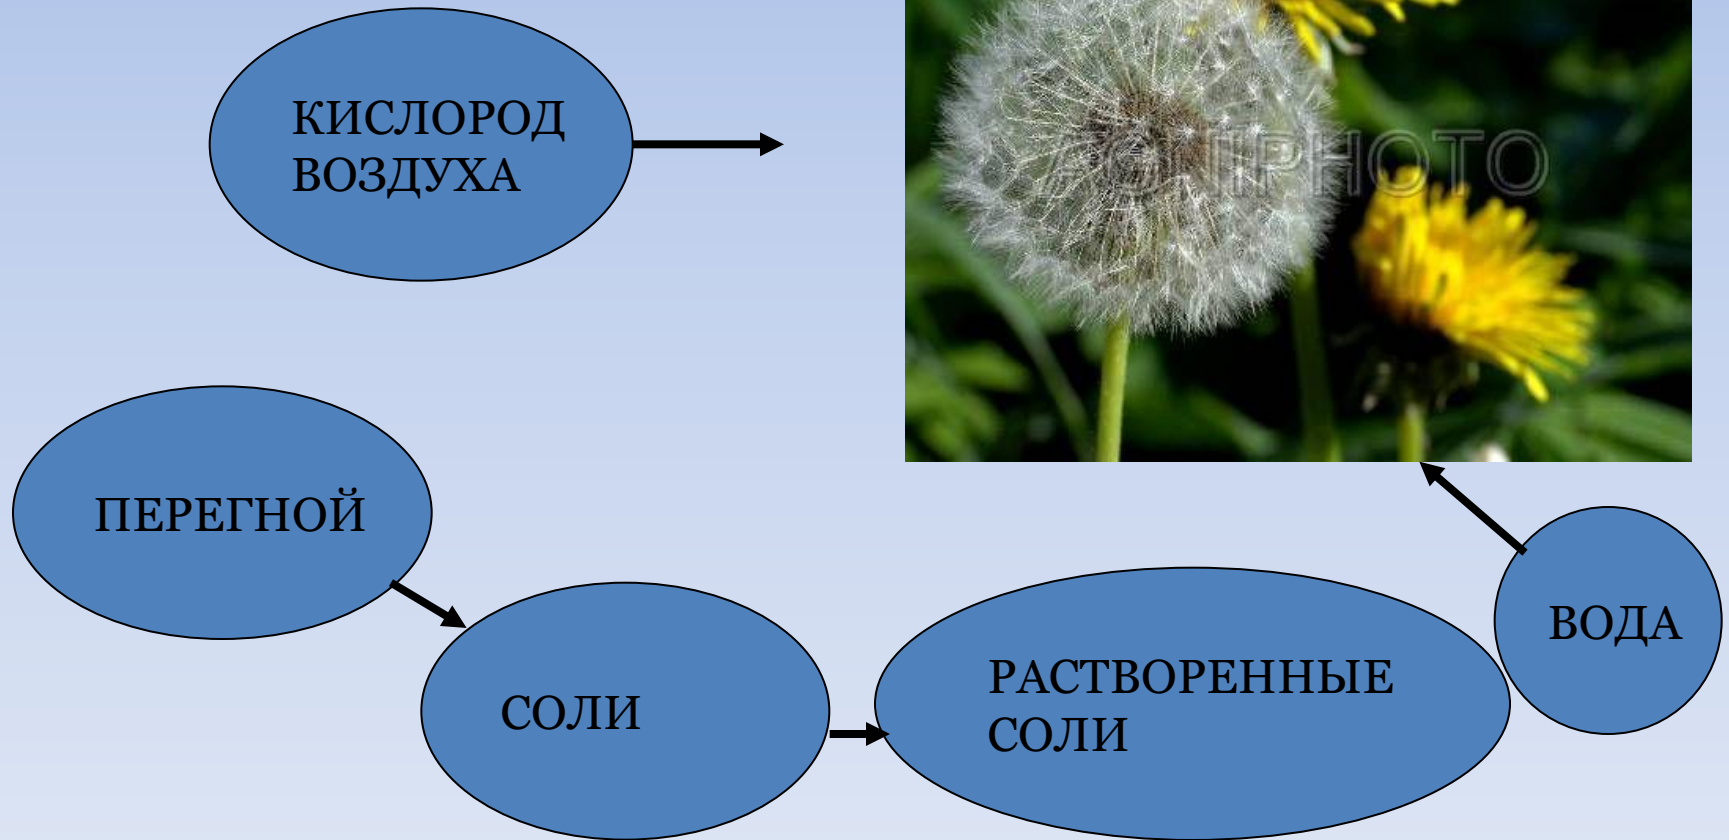 КИСЛОРОД
ВОЗДУХА
ПЕРЕГНОЙ
СОЛИ
РАСТВОРЕННЫЕ
СОЛИ
ВОДА